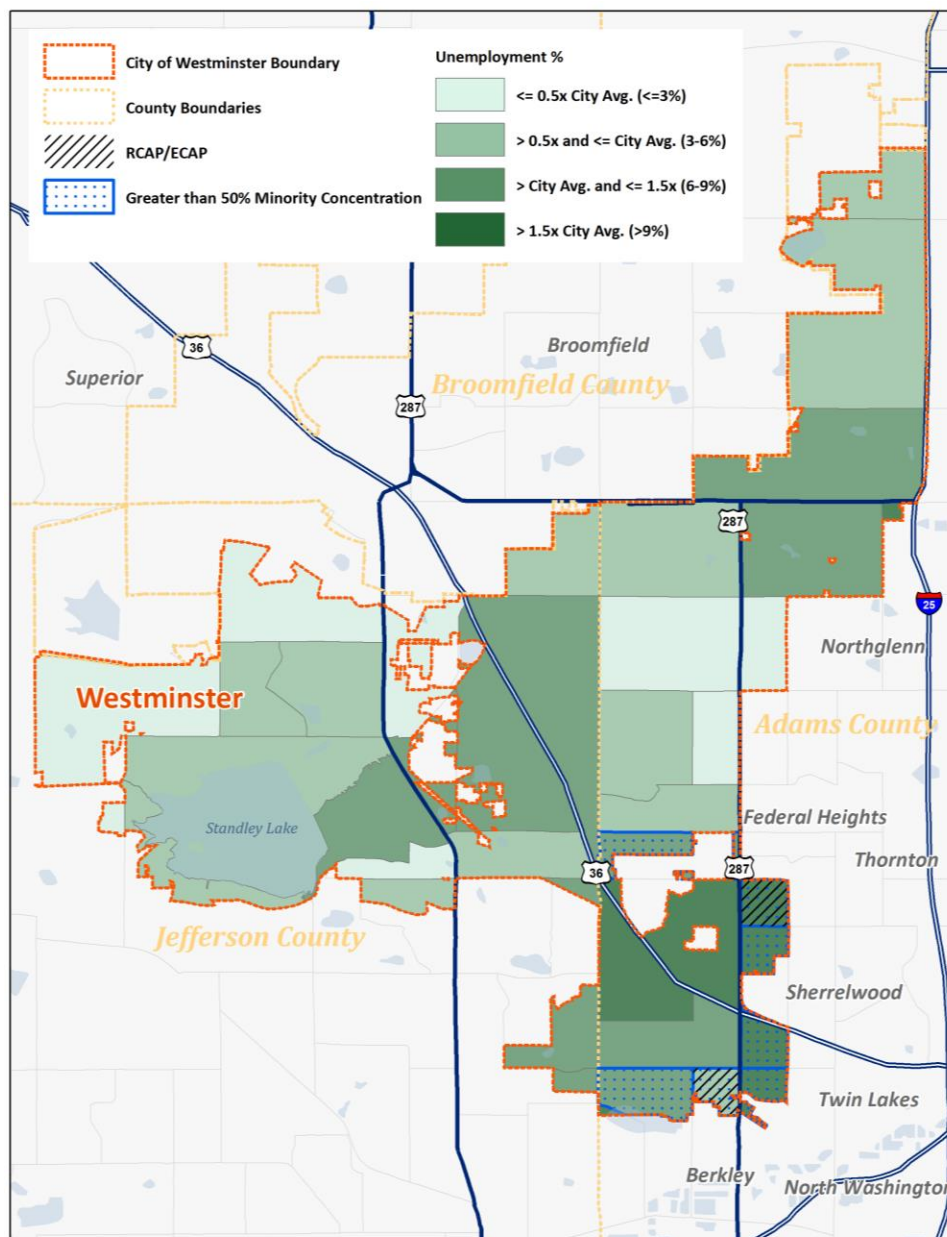 City of Westminster Boundary
County Boundaries
RCAP/ECAP
Greater than 50% Minority Concentration
Unemployment %
<= 0.5x City Avg. (<=3%)
> 0.5x and <= City Avg. (3-6%)
> City Avg. and <= 1.5x (6-9%)
> 1.5x City Avg. (>9%)
36
Superior
Broomfield
Broomfield County
287
287
25
Northglenn
Westminster
Adams County
Federal Heights
Standley Lake
Thornton
36
287
Jefferson County
Sherrelwood
Twin Lakes
Berkley
North Washington